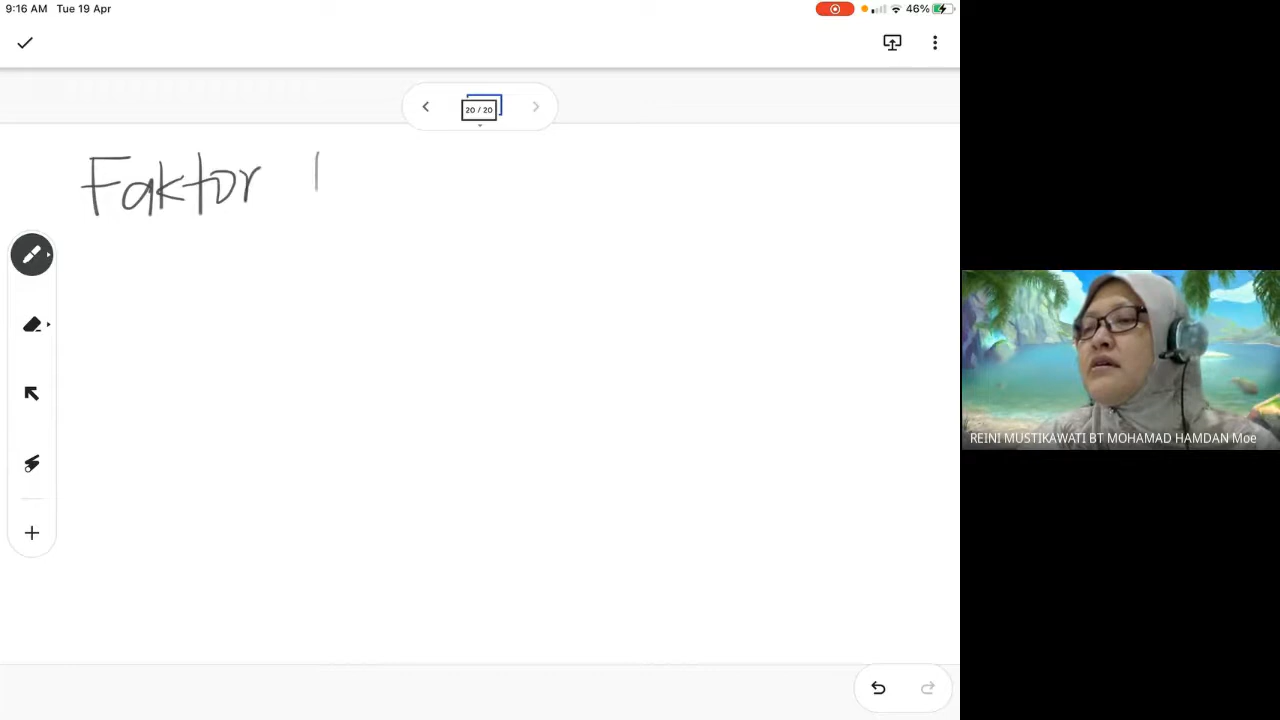 9:16 AM Tue 19 Apr
46%
20 / 20
Faktor
REINI MUSTIKAWATI BT MOHAMAD HAMDAN Moe